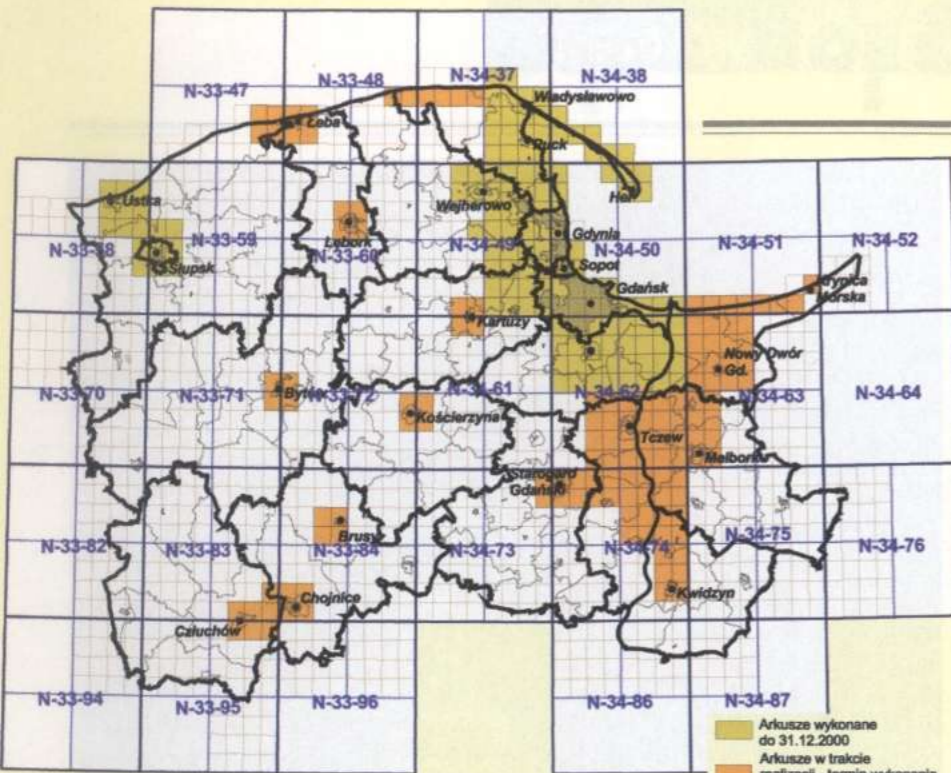 N-33-47
N-33-48
N-34-37
N-34-38
Władysławowo
Łeba
Puck
Hel
Ustka
Wejherowo
Gdynia
N-33-59
Lębork
N-33-60
N-34-49
N-34-50
N-34-51
N-34-52
Słupsk
Sopot
Gdańsk
Krynica
Morska
Kartuzy
Nowy Dwór
Gd.
N-33-70
N-33-71
Bytów
N-33-72
N-34-61
N-34-62
N-34-63
N-34-64
Kościerzyna
Tczew
Malbork
Starogard
Gdański
N-33-82
N-33-83
Brusy
N-33-84
N-34-73
N-34-74
N-34-75
N-34-76
Chojnice
Kwidzyn
Człuchów
N-33-94
N-33-95
N-33-96
N-34-86
N-34-87
Arkusze wykonane
do 31.12.2000
Arkusze w trakcie